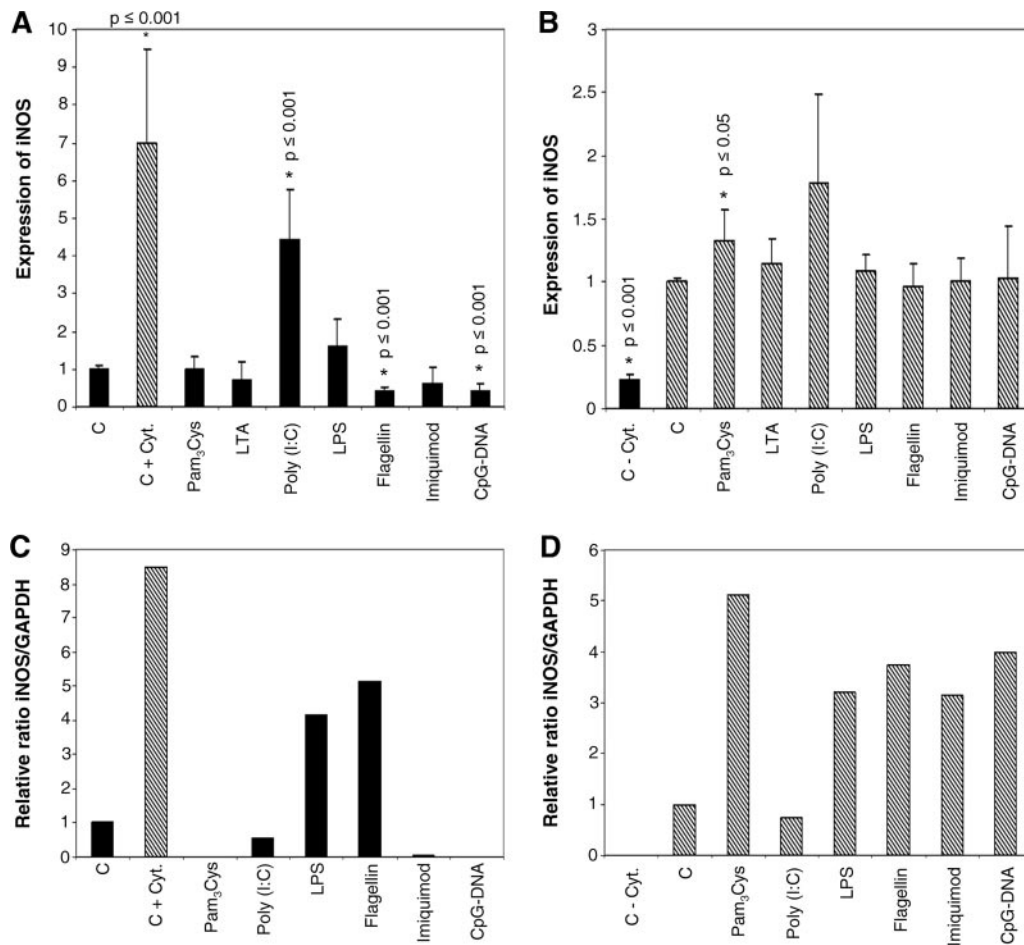 A
p ≤ 0.001
*
Expression of iNOS
10
9
8
7
6
5
4
3
2
1
0
* p ≤ 0.001
* p ≤ 0.001
* p ≤ 0.001
C
C + Cyt.
Pam₃Cys
LTA
Poly (I:C)
LPS
Flagellin
Imiquimod
CpG-DNA
B
Expression of iNOS
3
2.5
2
1.5
1
0.5
0
* p ≤ 0.001
* p ≤ 0.05
C - Cyt.
C
Pam₃Cys
LTA
Poly (I:C)
LPS
Flagellin
Imiquimod
CpG-DNA
C
Relative ratio iNOS/GAPDH
9
8
7
6
5
4
3
2
1
0
C
C + Cyt.
Pam₃Cys
Poly (I:C)
LPS
Flagellin
Imiquimod
CpG-DNA
D
Relative ratio iNOS/GAPDH
6
5
4
3
2
1
0
C - Cyt.
C
Pam₃Cys
Poly (I:C)
LPS
Flagellin
Imiquimod
CpG-DNA